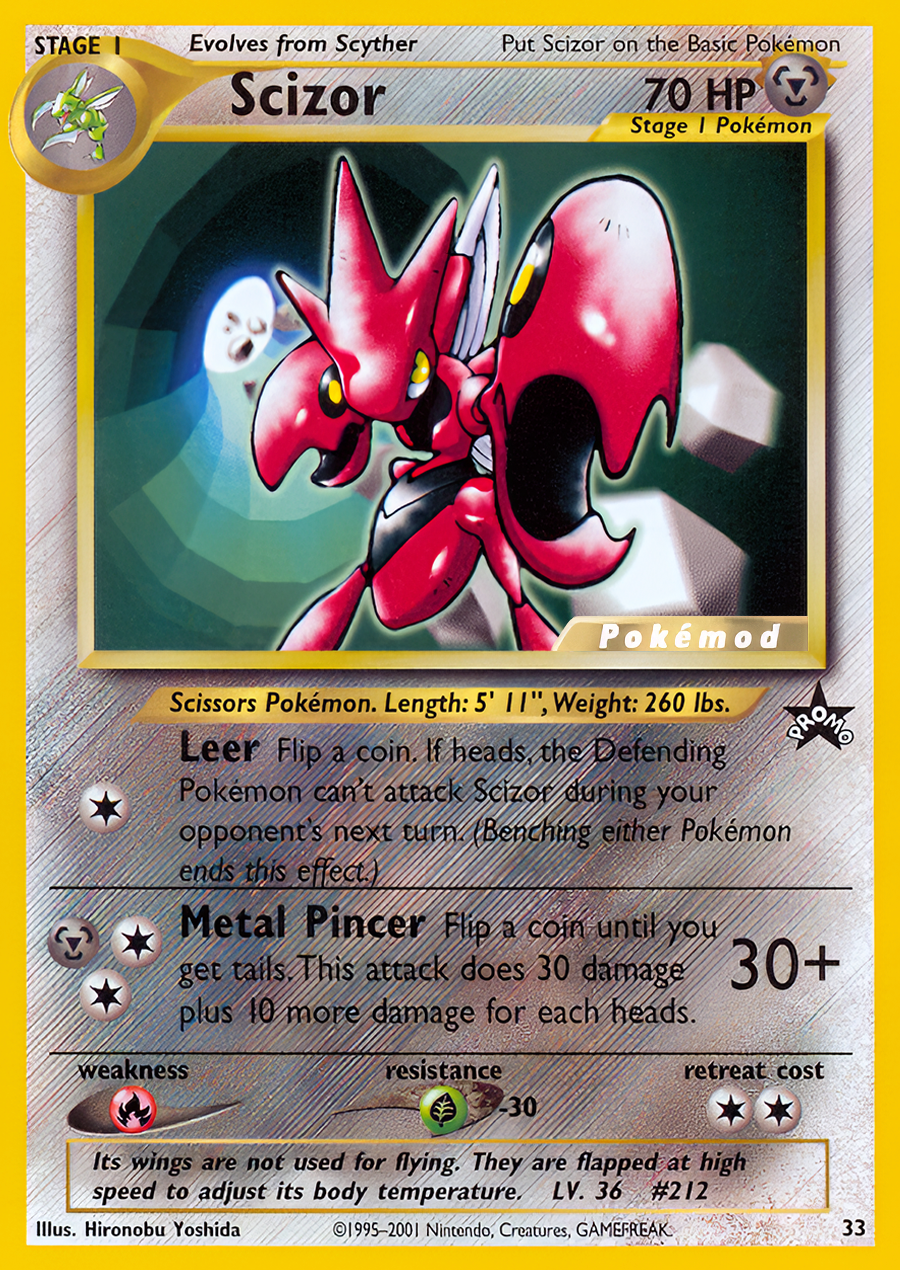 STAGE 1 Evolves from Scyther Put Scizor on the Basic Pokémon
Scizor 70 HP
Stage 1 Pokémon
Pokémod
Scissors Pokémon. Length: 5' 11", Weight: 260 lbs.
PROMO
Leer Flip a coin. If heads, the Defending
Pokémon can't attack Scizor during your
opponent's next turn. (Benching either Pokémon
ends this effect.)
Metal Pincer Flip a coin until you
get tails. This attack does 30 damage
plus 10 more damage for each heads.
30+
weakness resistance retreat cost
-30
Its wings are not used for flying. They are flapped at high
speed to adjust its body temperature. LV. 36 #212
Illus. Hironobu Yoshida ©1995–2001 Nintendo, Creatures, GAMEFREAK. 33